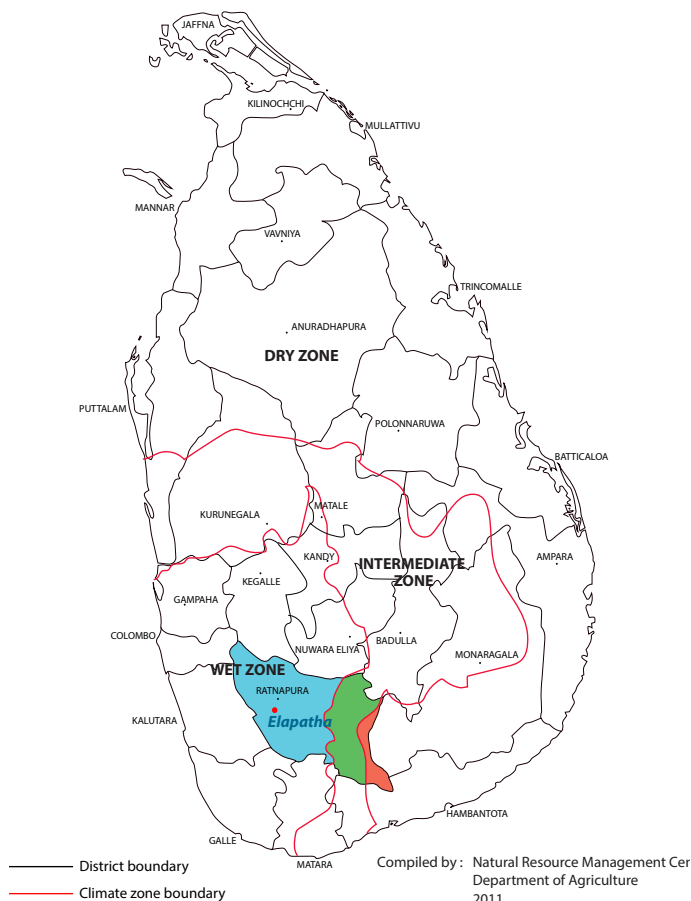 JAFFNA
KILINOCHCHI
MULLATTIVU
MANNAR
VAVNIYA
TRINCOMALLE
ANURADHAPURA
DRY ZONE
PUTTALAM
POLONNARUWA
BATTICALOA
KURUNEGALA
MATALE
KANDY
INTERMEDIATE
ZONE
AMPARA
KEGALLE
GAMPAHA
COLOMBO
NUWARA ELIYA
BADULLA
MONARAGALA
WET ZONE
RATNAPURA
KALUTARA
Elapatha
HAMBANTOTA
GALLE
MATARA
District boundary
Climate zone boundary
Compiled by : Natural Resource Management Cen
Department of Agriculture
2011